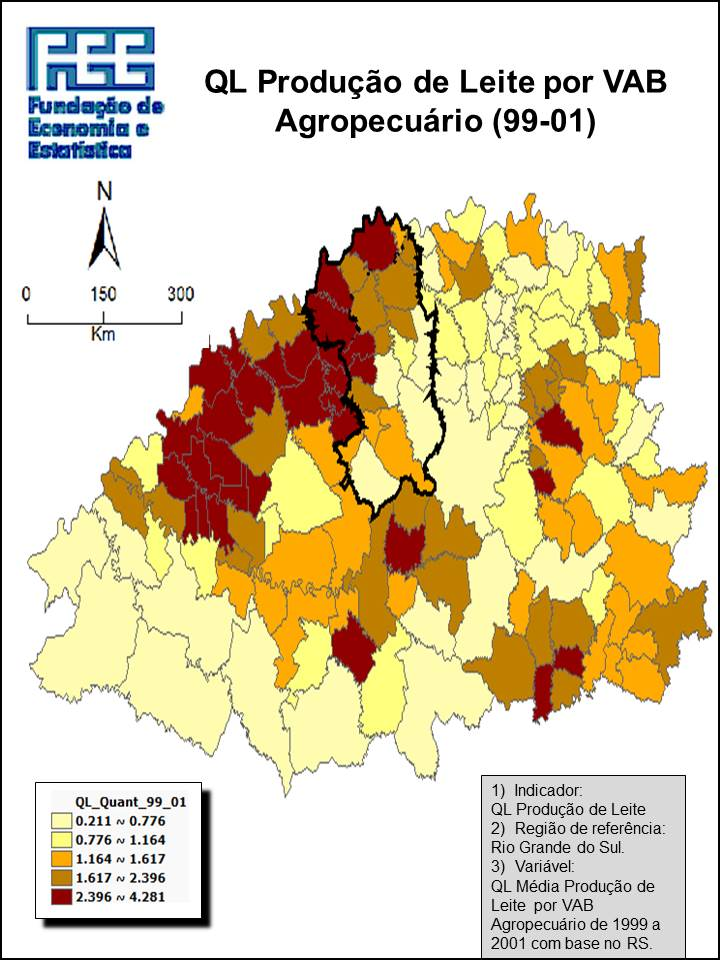 FEE
Fundação de
Economia e
Estatística
QL Produção de Leite por VAB
Agropecuário (99-01)
N
0 150 300
Km
QL_Quant_99_01
0.211 ~ 0.776
0.776 ~ 1.164
1.164 ~ 1.617
1.617 ~ 2.396
2.396 ~ 4.281
1) Indicador:
QL Produção de Leite
2) Região de referência:
Rio Grande do Sul.
3) Variável:
QL Média Produção de
Leite por VAB
Agropecuário de 1999 a
2001 com base no RS.